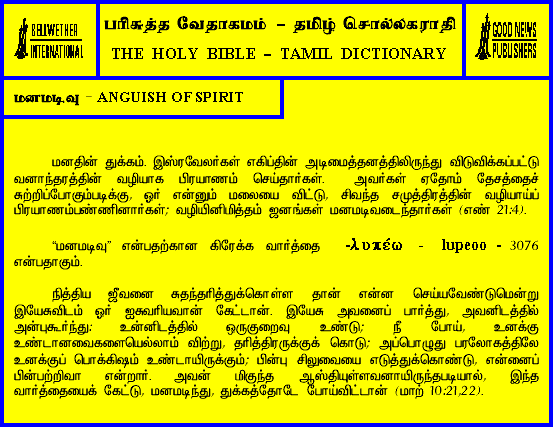 BELLWETHER
INTERNATIONAL
பரிசுத்த வேதாகமம் – தமிழ் சொல்லகராதி
THE HOLY BIBLE – TAMIL DICTIONARY
GOOD NEWS
PUBLISHERS
மனமடிவு – ANGUISH OF SPIRIT
மனதின் துக்கம். இஸ்ரவேலர்கள் எகிப்தின் அடிமைத்தனத்திலிருந்து விடுவிக்கப்பட்டு
வனாந்தரத்தின் வழியாக பிரயாணம் செய்தார்கள். அவர்கள் ஏதோம் தேசத்தைச்
சுற்றிப்போகும்படிக்கு, ஓர் என்னும் மலையை விட்டு, சிவந்த சமுத்திரத்தின் வழியாய்ப்
பிரயாணம்பண்ணினார்கள்; வழியினிமித்தம் ஜனங்கள் மனமடிவடைந்தார்கள் (எண் 21:4).
“மனமடிவு” என்பதற்கான கிரேக்க வார்த்தை -λυπέω - lupeoo - 3076
என்பதாகும்.
நித்திய ஜீவனை சுதந்தரித்துக்கொள்ள தான் என்ன செய்யவேண்டுமென்று
இயேசுவிடம் ஓர் ஐசுவரியவான் கேட்டான். இயேசு அவனைப் பார்த்து, அவனிடத்தில்
அன்புகூர்ந்து: உன்னிடத்தில் ஒருகுறைவு உண்டு; நீ போய், உனக்கு
உண்டானவைகளையெல்லாம் விற்று, தரித்திரருக்குக் கொடு; அப்பொழுது பரலோகத்திலே
உனக்குப் பொக்கிஷம் உண்டாயிருக்கும்; பின்பு சிலுவையை எடுத்துக்கொண்டு, என்னைப்
பின்பற்றிவா என்றார். அவன் மிகுந்த ஆஸ்தியுள்ளவனாயிருந்தபடியால், இந்த
வார்த்தையைக் கேட்டு, மனமடிந்து, துக்கத்தோடே போய்விட்டான் (மாற் 10:21,22).